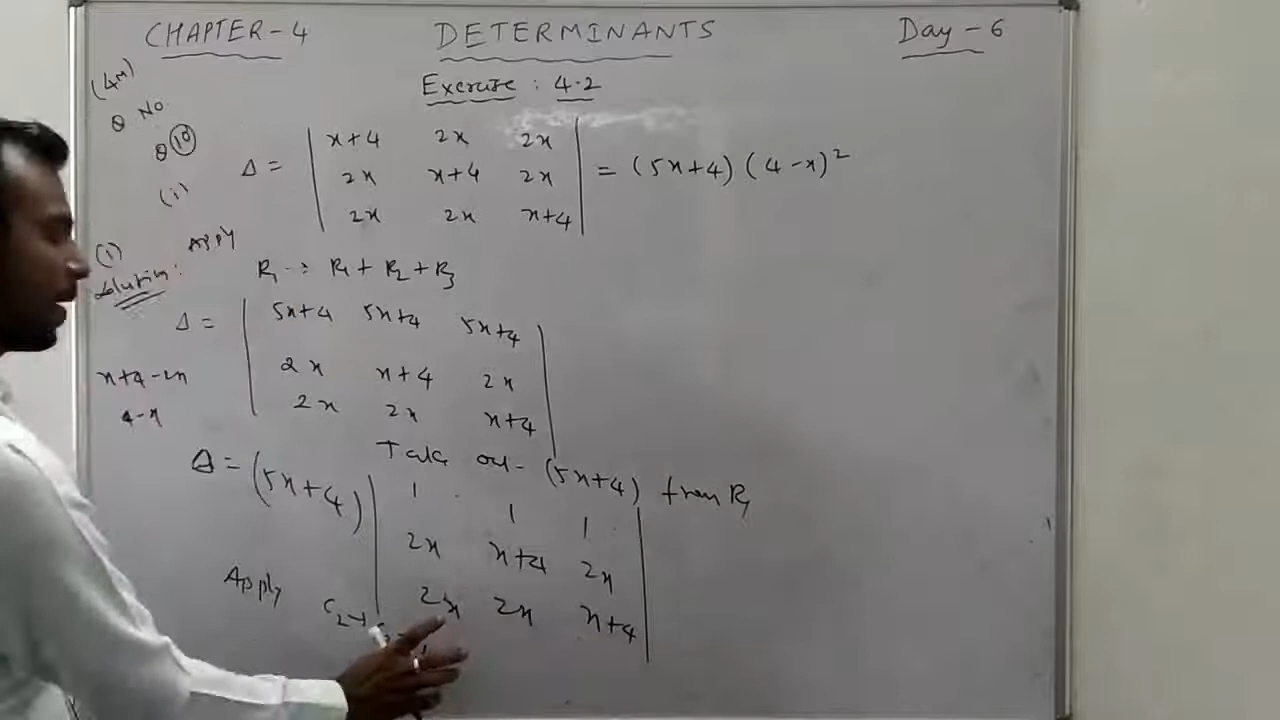 CHAPTER-4 DETERMINANTS Day-6
Exercise : 4.2
(4M)
Q No.
Q (10)
(i)
Δ = | x+4 2x 2x | = (5x+4) (4-x)²
| 2x x+4 2x |
| 2x 2x x+4 |
(i)
Solution: Apply
R₁ → R₁ + R₂ + R₃
Δ = | 5x+4 5x+4 5x+4 |
| 2x x+4 2x |
| 2x 2x x+4 |
x+4-2x
4-x
Take out (5x+4) from R₁
Δ = (5x+4) | 1 1 1 |
| 2x x+4 2x |
| 2x 2x x+4 |
Apply C₂→